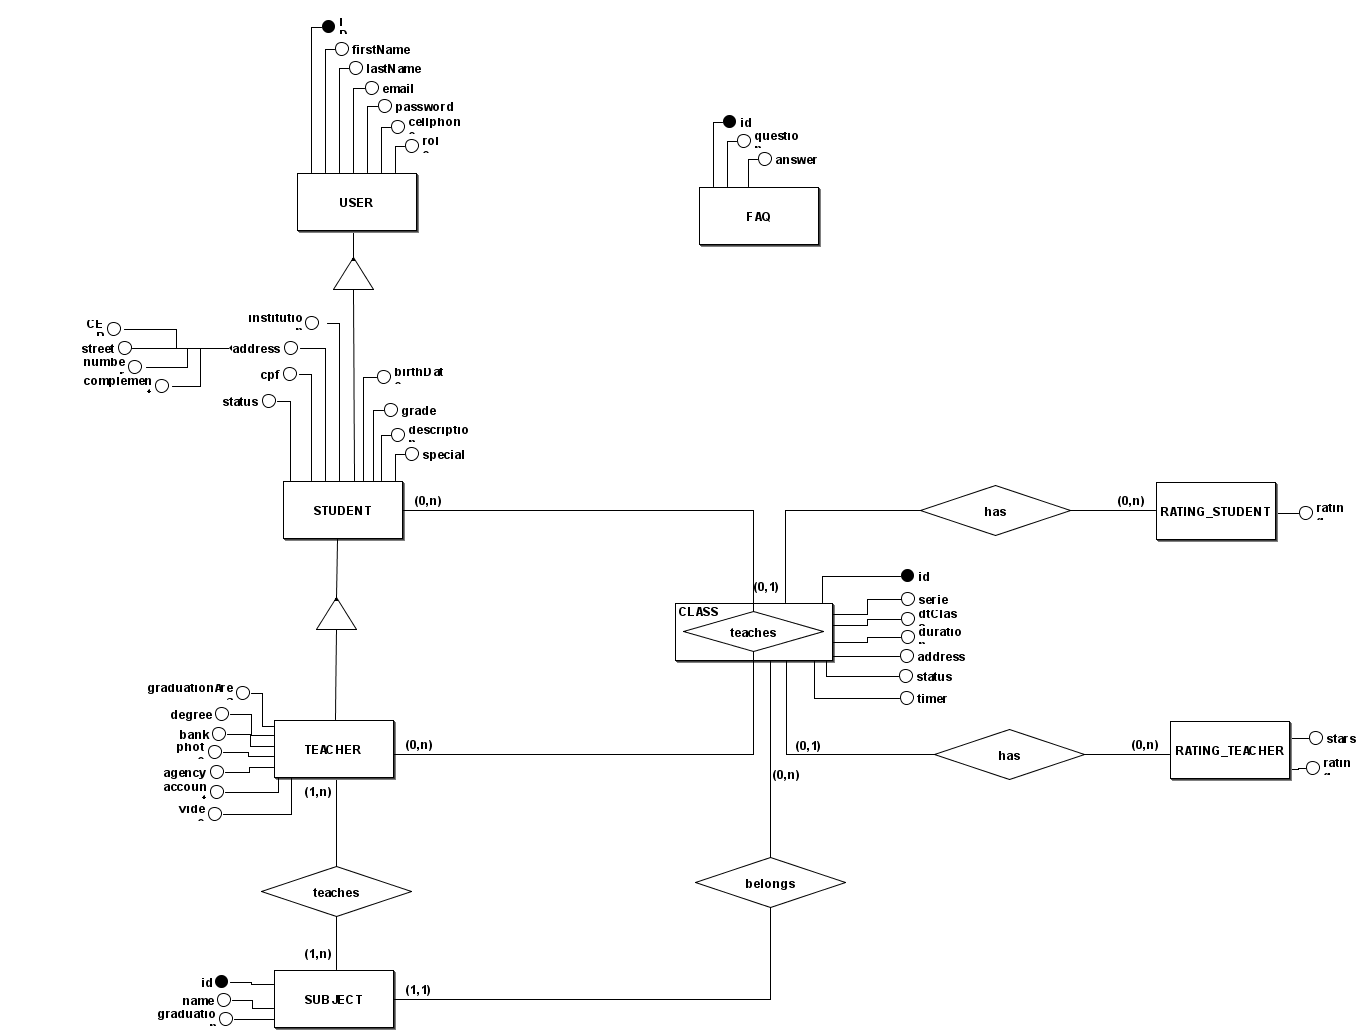 firstName
lastName
email
password
cellphon
rol
USER
id
questio
answer
FAQ
CE
street
numbe
complemen
institutio
address
cpf
status
birthDat
grade
descriptio
special
STUDENT
(0,n)
has
(0,n)
RATING_STUDENT
ratin
(0,1)
CLASS
teaches
id
serie
dtClas
duratio
address
status
timer
graduationAre
degree
bank
phot
agency
accoun
vide
TEACHER
(0,n)
(1,n)
(0,1)
has
(0,n)
RATING_TEACHER
stars
ratin
(0,n)
teaches
belongs
(1,n)
id
name
graduatio
SUBJECT
(1,1)